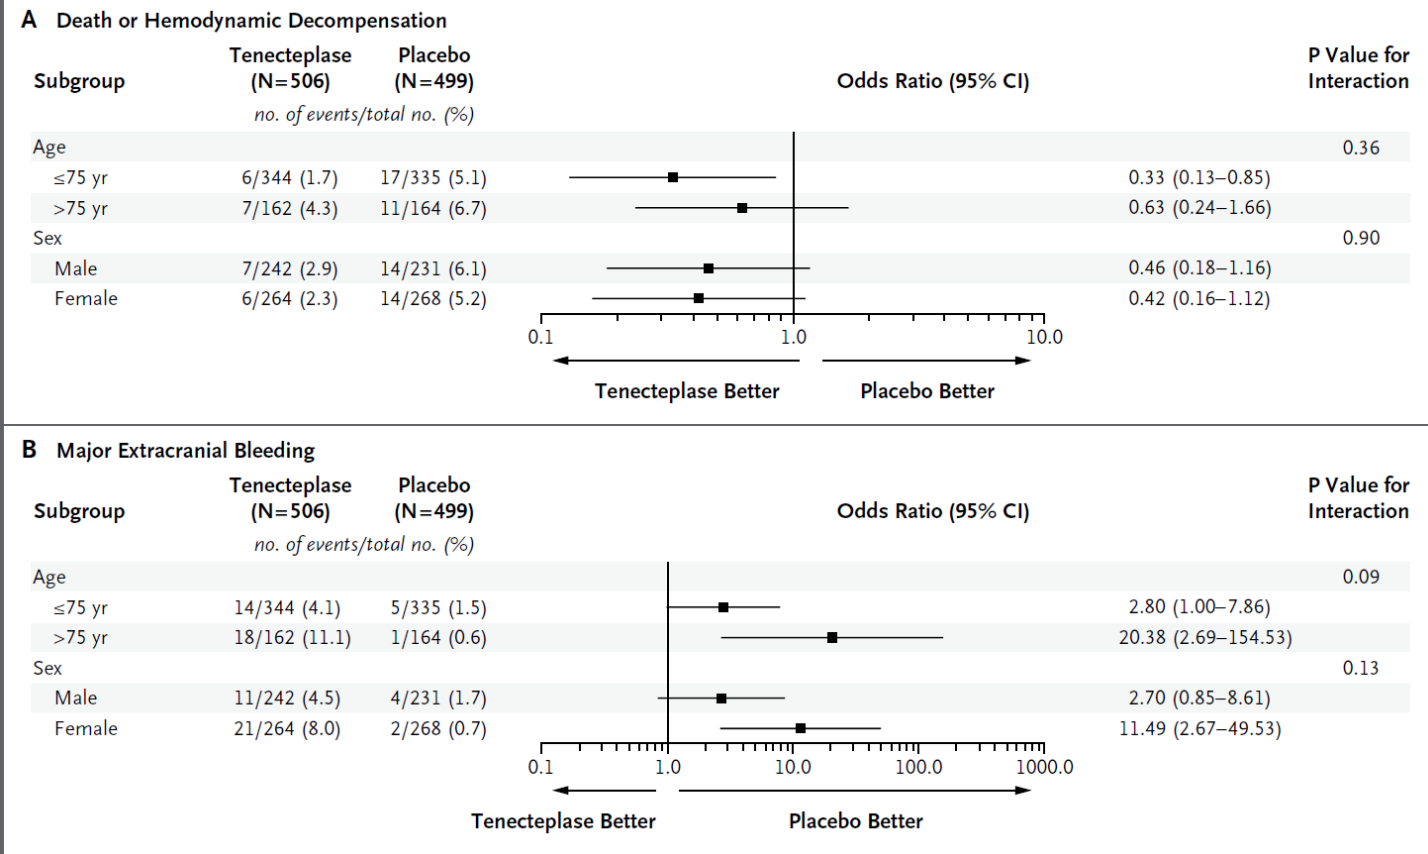 A Death or Hemodynamic Decompensation
Subgroup Tenecteplase (N=506) Placebo (N=499) Odds Ratio (95% CI) P Value for Interaction
no. of events/total no. (%)
Age 0.36
≤75 yr 6/344 (1.7) 17/335 (5.1) 0.33 (0.13–0.85)
>75 yr 7/162 (4.3) 11/164 (6.7) 0.63 (0.24–1.66)
Sex 0.90
Male 7/242 (2.9) 14/231 (6.1) 0.46 (0.18–1.16)
Female 6/264 (2.3) 14/268 (5.2) 0.42 (0.16–1.12)
0.1 1.0 10.0
Tenecteplase Better Placebo Better
B Major Extracranial Bleeding
Subgroup Tenecteplase (N=506) Placebo (N=499) Odds Ratio (95% CI) P Value for Interaction
no. of events/total no. (%)
Age 0.09
≤75 yr 14/344 (4.1) 5/335 (1.5) 2.80 (1.00–7.86)
>75 yr 18/162 (11.1) 1/164 (0.6) 20.38 (2.69–154.53)
Sex 0.13
Male 11/242 (4.5) 4/231 (1.7) 2.70 (0.85–8.61)
Female 21/264 (8.0) 2/268 (0.7) 11.49 (2.67–49.53)
0.1 1.0 10.0 100.0 1000.0
Tenecteplase Better Placebo Better